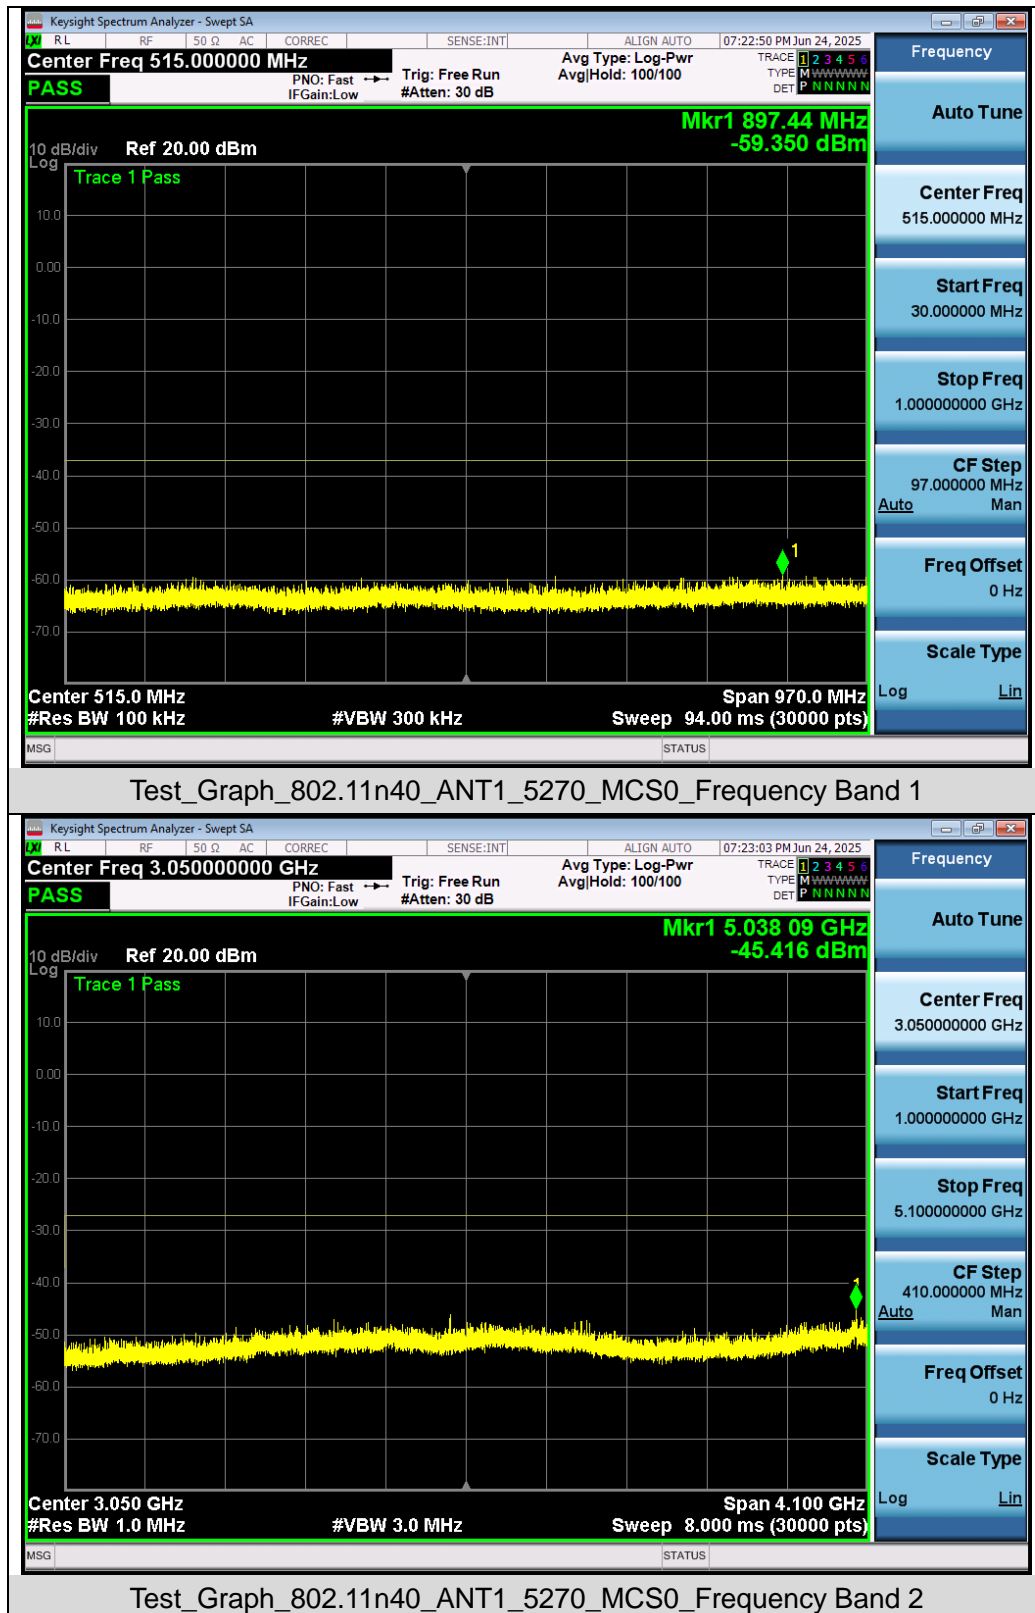 Keysight Spectrum Analyzer - Swept SA
LXI RL RF 50 Ω AC CORREC SENSE:INT ALIGN AUTO 07:22:50 PM Jun 24, 2025
Center Freq 515.000000 MHz
PASS
PNO: Fast
IFGain:Low
Trig: Free Run
#Atten: 30 dB
Avg Type: Log-Pwr
Avg|Hold: 100/100
TRACE 1 2 3 4 5 6
TYPE M WWWWW
DET P N N N N N
Mkr1 897.44 MHz
-59.350 dBm
10 dB/div Ref 20.00 dBm
Log
Trace 1 Pass
10.0
0.00
-10.0
-20.0
-30.0
-40.0
-50.0
-60.0
-70.0
1
Center 515.0 MHz Span 970.0 MHz
#Res BW 100 kHz #VBW 300 kHz Sweep 94.00 ms (30000 pts)
MSG STATUS
Frequency
Auto Tune
Center Freq
515.000000 MHz
Start Freq
30.000000 MHz
Stop Freq
1.000000000 GHz
CF Step
97.000000 MHz
Auto Man
Freq Offset
0 Hz
Scale Type
Log Lin
Test_Graph_802.11n40_ANT1_5270_MCS0_Frequency Band 1
Keysight Spectrum Analyzer - Swept SA
LXI RL RF 50 Ω AC CORREC SENSE:INT ALIGN AUTO 07:23:03 PM Jun 24, 2025
Center Freq 3.050000000 GHz
PASS
PNO: Fast
IFGain:Low
Trig: Free Run
#Atten: 30 dB
Avg Type: Log-Pwr
Avg|Hold: 100/100
TRACE 1 2 3 4 5 6
TYPE M WWWWW
DET P N N N N N
Mkr1 5.038 09 GHz
-45.416 dBm
10 dB/div Ref 20.00 dBm
Log
Trace 1 Pass
10.0
0.00
-10.0
-20.0
-30.0
-40.0
-50.0
-60.0
-70.0
1
Center 3.050 GHz Span 4.100 GHz
#Res BW 1.0 MHz #VBW 3.0 MHz Sweep 8.000 ms (30000 pts)
MSG STATUS
Frequency
Auto Tune
Center Freq
3.050000000 GHz
Start Freq
1.000000000 GHz
Stop Freq
5.100000000 GHz
CF Step
410.000000 MHz
Auto Man
Freq Offset
0 Hz
Scale Type
Log Lin
Test_Graph_802.11n40_ANT1_5270_MCS0_Frequency Band 2